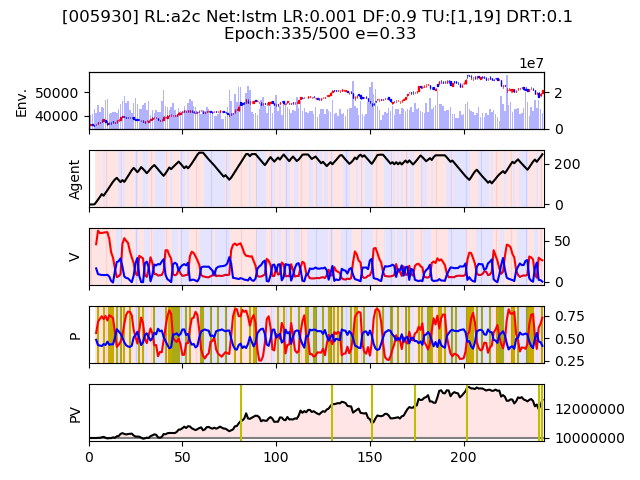 [005930] RL:a2c Net:lstm LR:0.001 DF:0.9 TU:[1,19] DRT:0.1
Epoch:335/500 e=0.33
1e7
Env.
50000
40000
2
0
Agent
200
0
V
50
0
P
0.75
0.50
0.25
PV
12000000
10000000
0 50 100 150 200